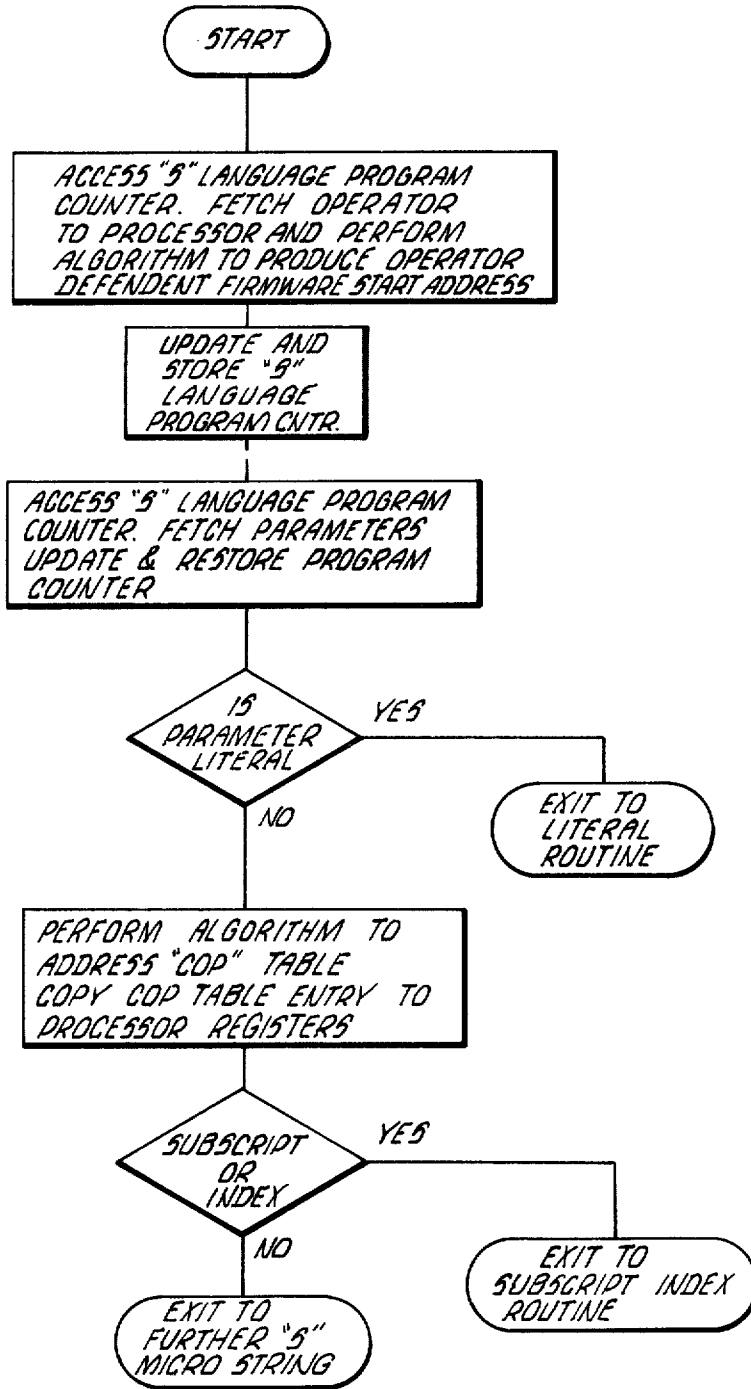 START
ACCESS "S" LANGUAGE PROGRAM
COUNTER. FETCH OPERATOR
TO PROCESSOR AND PERFORM
ALGORITHM TO PRODUCE OPERATOR
DEFENDENT FIRMWARE START ADDRESS
UPDATE AND
STORE "S"
LANGUAGE
PROGRAM CNTR.
ACCESS "S" LANGUAGE PROGRAM
COUNTER. FETCH PARAMETERS
UPDATE & RESTORE PROGRAM
COUNTER
IS
PARAMETER
LITERAL
YES
NO
EXIT TO
LITERAL
ROUTINE
PERFORM ALGORITHM TO
ADDRESS "COP" TABLE
COPY COP TABLE ENTRY TO
PROCESSOR REGISTERS
SUBSCRIPT
OR
INDEX
YES
NO
EXIT TO
SUBSCRIPT INDEX
ROUTINE
EXIT TO
FURTHER "S"
MICRO STRING